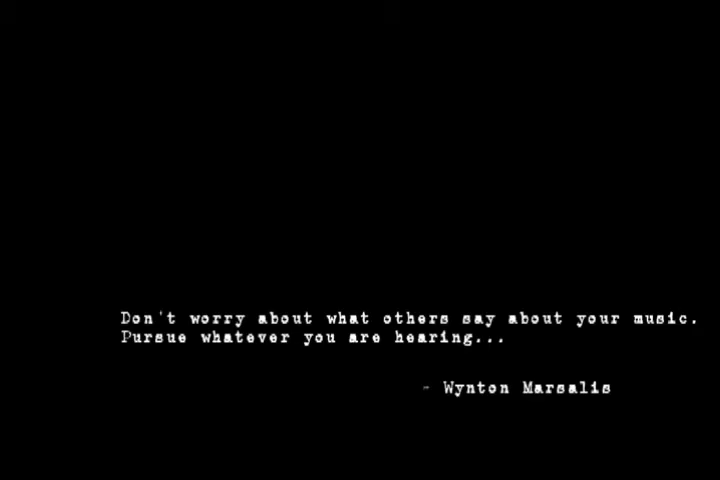 Don't worry about what others say about your music.
Pursue whatever you are hearing...
- Wynton Marsalis